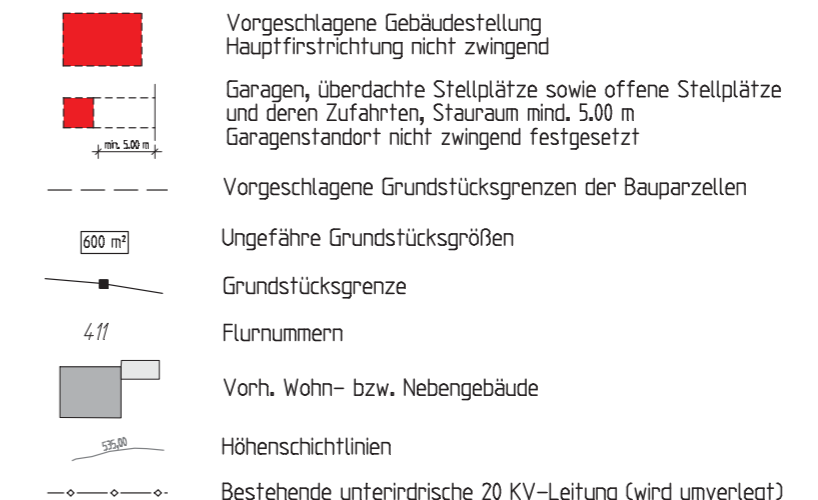 Vorgeschlagene Gebäudestellung
Hauptfirstrichtung nicht zwingend
Garagen, überdachte Stellplätze sowie offene Stellplätze
und deren Zufahrten, Stauraum mind. 5.00 m
Garagenstandort nicht zwingend festgesetzt
min. 5.00 m
Vorgeschlagene Grundstücksgrenzen der Bauparzellen
600 m²
Ungefähre Grundstücksgrößen
Grundstücksgrenze
411
Flurnummern
Vorh. Wohn- bzw. Nebengebäude
535,00
Höhenschichtlinien
Bestehende unterirdrische 20 KV-Leitung (wird umverlegt)